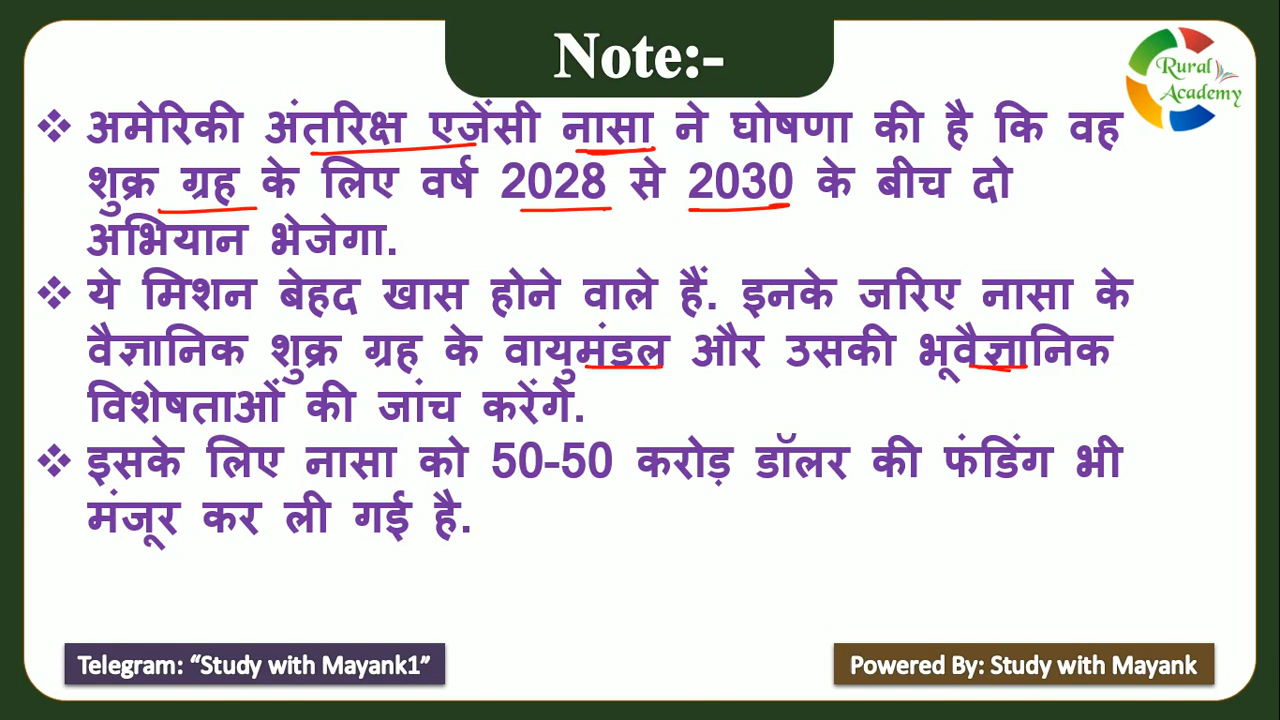 Note:-
Rural
Academy
❖ अमेरिकी अंतरिक्ष एजेंसी नासा ने घोषणा की है कि वह
शुक्र ग्रह के लिए वर्ष 2028 से 2030 के बीच दो
अभियान भेजेगा.
❖ ये मिशन बेहद खास होने वाले हैं. इनके जरिए नासा के
वैज्ञानिक शुक्र ग्रह के वायुमंडल और उसकी भूवैज्ञानिक
विशेषताओं की जांच करेंगे.
❖ इसके लिए नासा को 50-50 करोड़ डॉलर की फंडिंग भी
मंजूर कर ली गई है.
Telegram: “Study with Mayank1”
Powered By: Study with Mayank